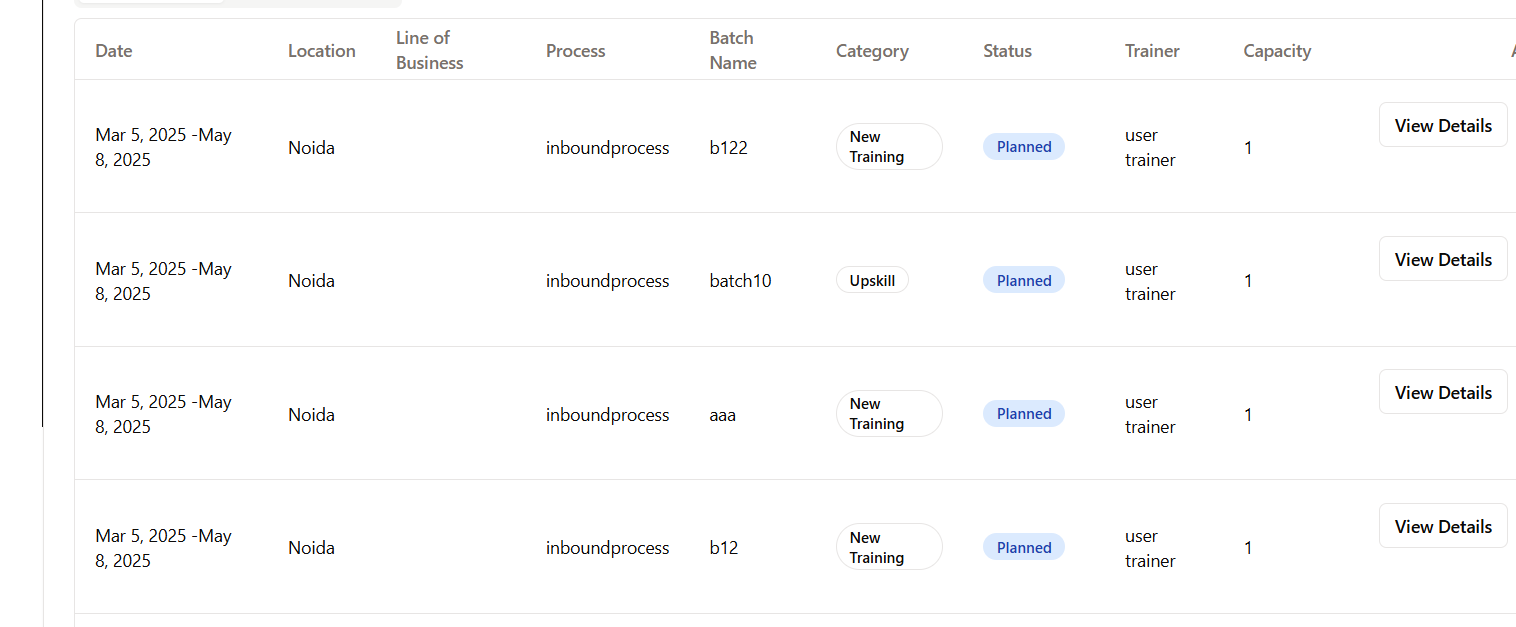 Date Location Line of Business Process Batch Name Category Status Trainer Capacity
Mar 5, 2025 -May 8, 2025 Noida inboundprocess b122 New Training Planned user trainer 1 View Details
Mar 5, 2025 -May 8, 2025 Noida inboundprocess batch10 Upskill Planned user trainer 1 View Details
Mar 5, 2025 -May 8, 2025 Noida inboundprocess aaa New Training Planned user trainer 1 View Details
Mar 5, 2025 -May 8, 2025 Noida inboundprocess b12 New Training Planned user trainer 1 View Details